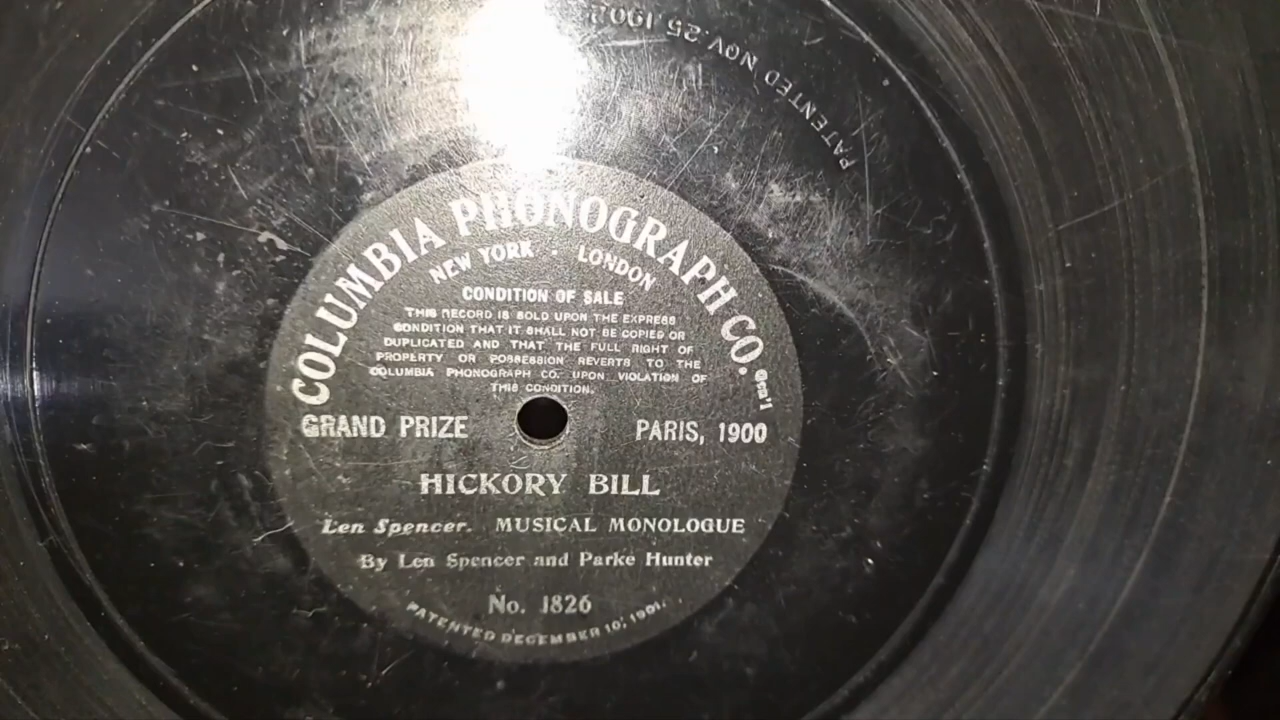 PATENTED NOV. 25 1902
COLUMBIA PHONOGRAPH CO. Gen'l
NEW YORK · LONDON
CONDITION OF SALE
THIS RECORD IS SOLD UPON THE EXPRESS
CONDITION THAT IT SHALL NOT BE COPIED OR
DUPLICATED AND THAT THE FULL RIGHT OF
PROPERTY OR POSSESSION REVERTS TO THE
COLUMBIA PHONOGRAPH CO. UPON VIOLATION OF
THIS CONDITION.
GRAND PRIZE PARIS, 1900
HICKORY BILL
Len Spencer. MUSICAL MONOLOGUE
By Len Spencer and Parke Hunter
No. 1826
PATENTED DECEMBER 10, 1901.